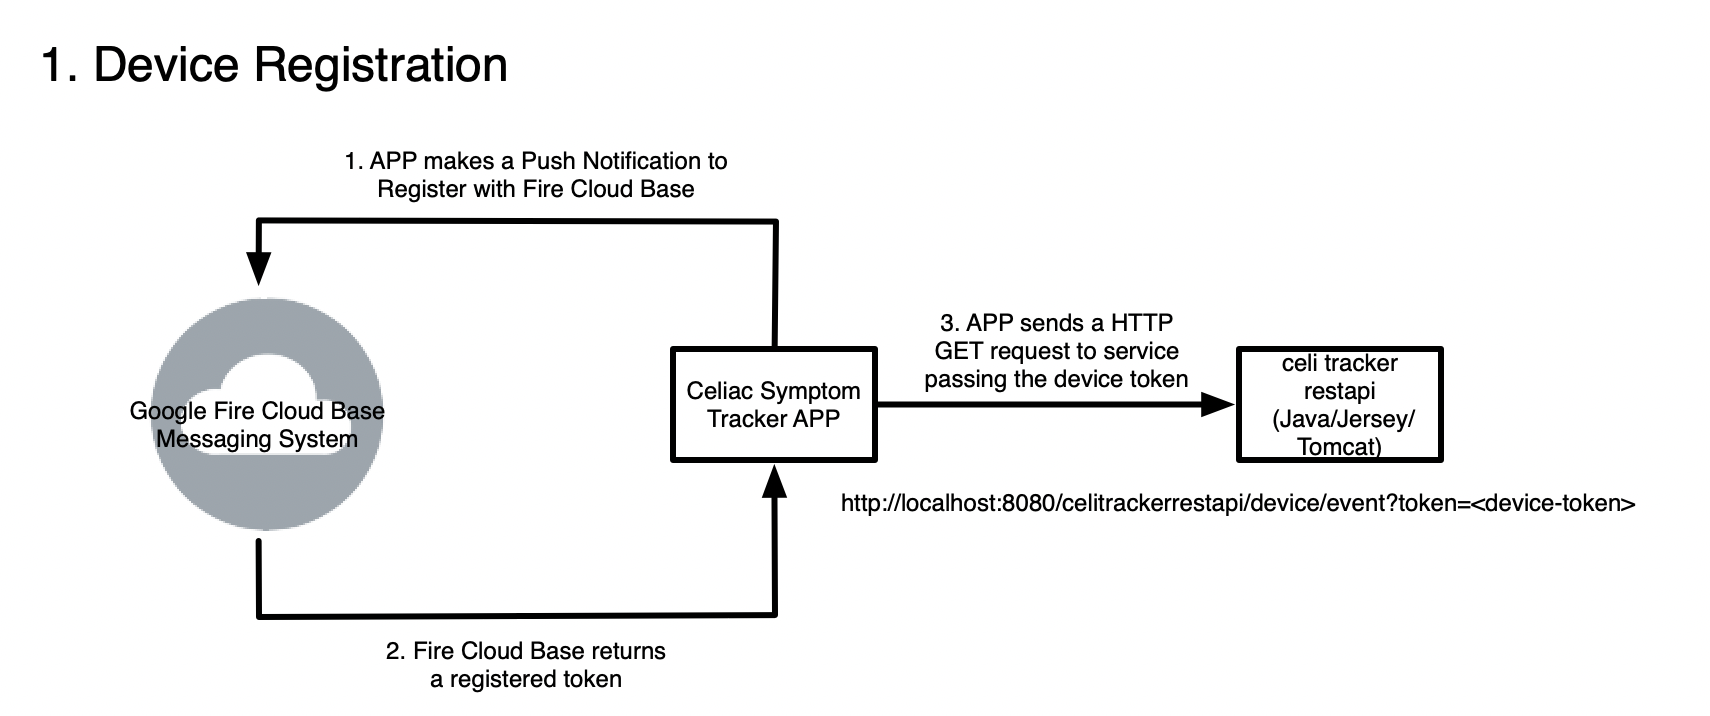 1. Device Registration
1. APP makes a Push Notification to
Register with Fire Cloud Base
Google Fire Cloud Base
Messaging System
Celiac Symptom
Tracker APP
3. APP sends a HTTP
GET request to service
passing the device token
celi tracker
restapi
(Java/Jersey/
Tomcat)
http://localhost:8080/celitrackerrestapi/device/event?token=<device-token>
2. Fire Cloud Base returns
a registered token